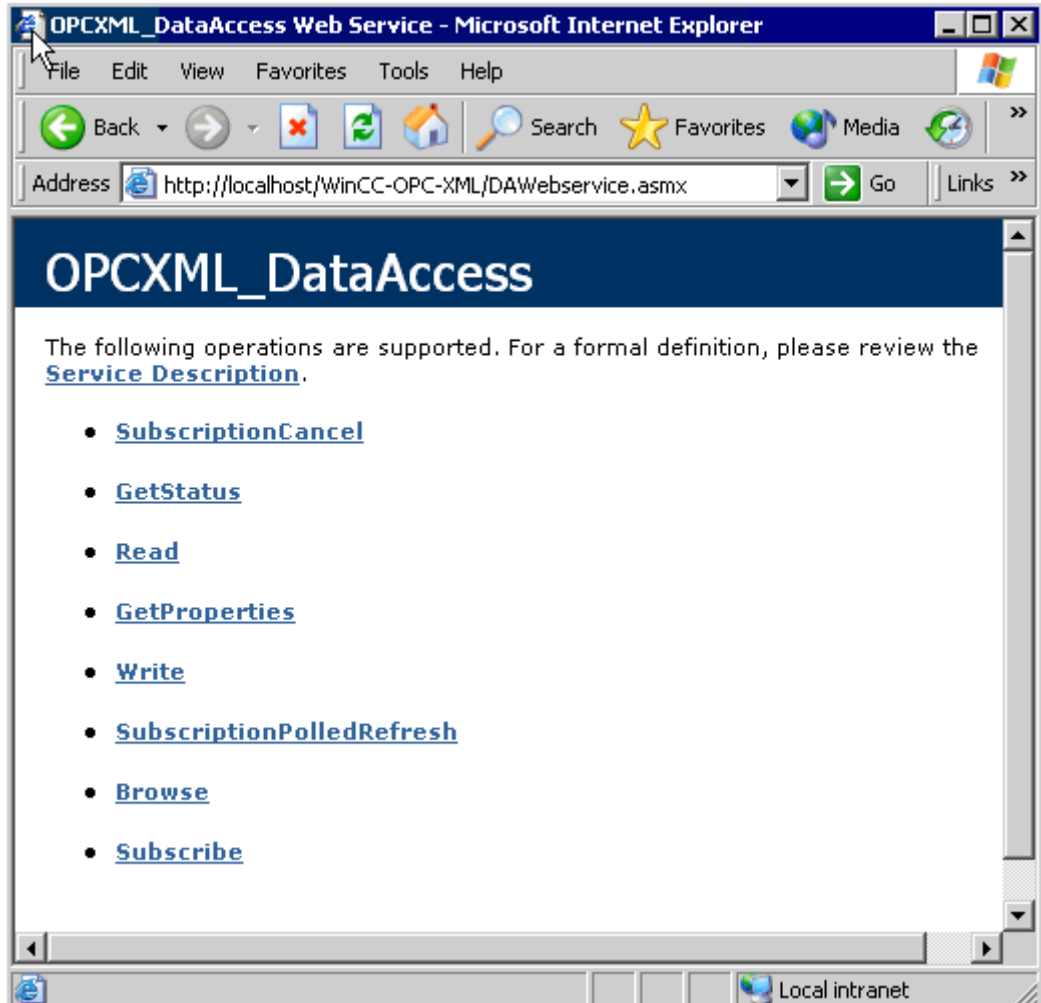 OPCXML_DataAccess Web Service - Microsoft Internet Explorer
File Edit View Favorites Tools Help
Back Search Favorites Media »
Address http://localhost/WinCC-OPC-XML/DAWebservice.asmx Go Links »
OPCXML_DataAccess
The following operations are supported. For a formal definition, please review the
Service Description.
• SubscriptionCancel
• GetStatus
• Read
• GetProperties
• Write
• SubscriptionPolledRefresh
• Browse
• Subscribe
Local intranet